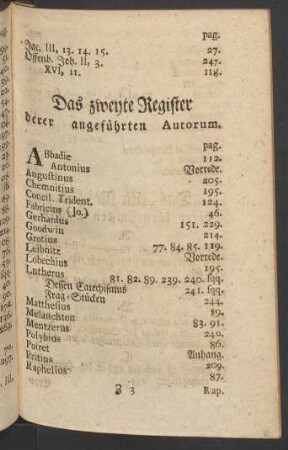 pag.
Jac. III, 13. 14. 15. 27.
Offenb. Joh. II, 3. 247.
XVI, 11. 118.
Das zweyte Register
derer angeführten Autorum.
pag.
ABbadie 112.
Antonius Vorrede.
Augustinus 205.
Chemnitius 195.
Concil. Trident. 124.
Fabricius (Jo.) 46.
Gerhardus 151. 229.
Goodwin 214.
Grotius 77. 84. 85. 119.
Leibnitz Vorrede.
Lobechius 195.
Lutherus 81. 82. 89. 239. 240. sqq.
Dessen Catechismus 241. sqq.
Frag-Stücken 244.
Matthesius 89.
Melanchton 83. 91.
Mentzerus 240.
Polybius 86.
Poiret Anhang.
Pritius 209.
Raphelius 87.
Z 3 Rap.